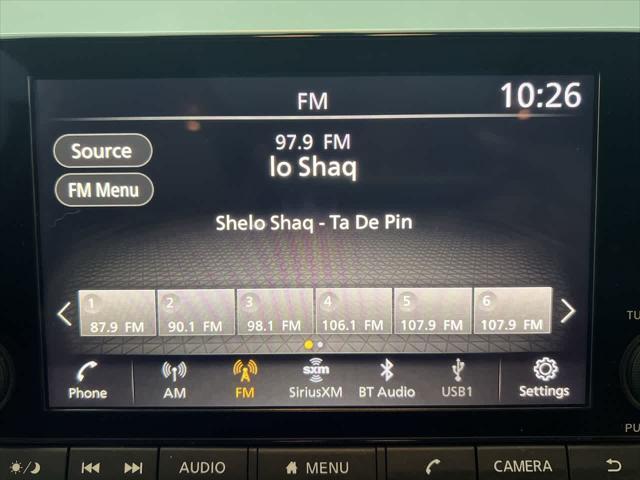 FM
10:26
Source
97.9 FM
lo Shaq
FM Menu
Shelo Shaq - Ta De Pin
1 2 3 4 5 6
87.9 FM 90.1 FM 98.1 FM 106.1 FM 107.9 FM 107.9 FM
sxm
Phone AM FM SiriusXM BT Audio USB1 Settings
TU
PU
AUDIO MENU CAMERA